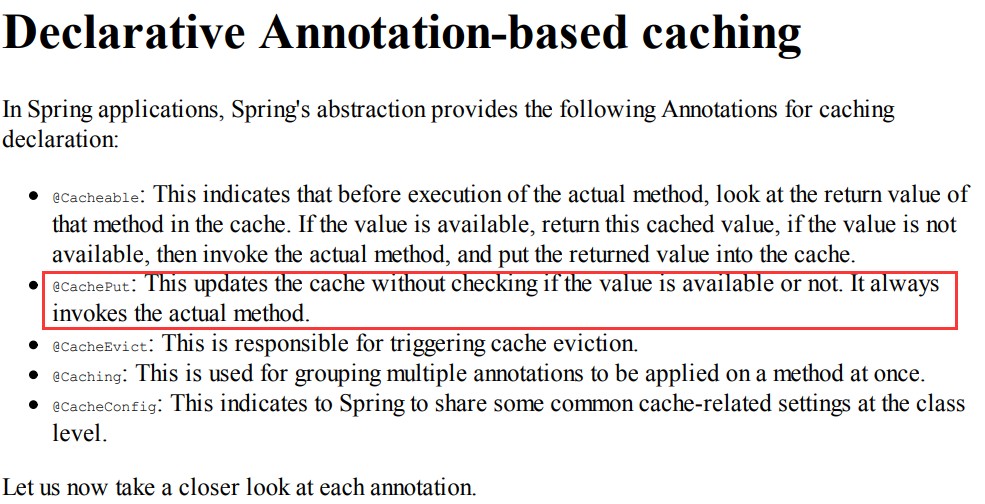 Declarative Annotation-based caching
In Spring applications, Spring's abstraction provides the following Annotations for caching
declaration:
• @Cacheable: This indicates that before execution of the actual method, look at the return value of
that method in the cache. If the value is available, return this cached value, if the value is not
available, then invoke the actual method, and put the returned value into the cache.
• @CachePut: This updates the cache without checking if the value is available or not. It always
invokes the actual method.
• @CacheEvict: This is responsible for triggering cache eviction.
• @Caching: This is used for grouping multiple annotations to be applied on a method at once.
• @CacheConfig: This indicates to Spring to share some common cache-related settings at the class
level.
Let us now take a closer look at each annotation.